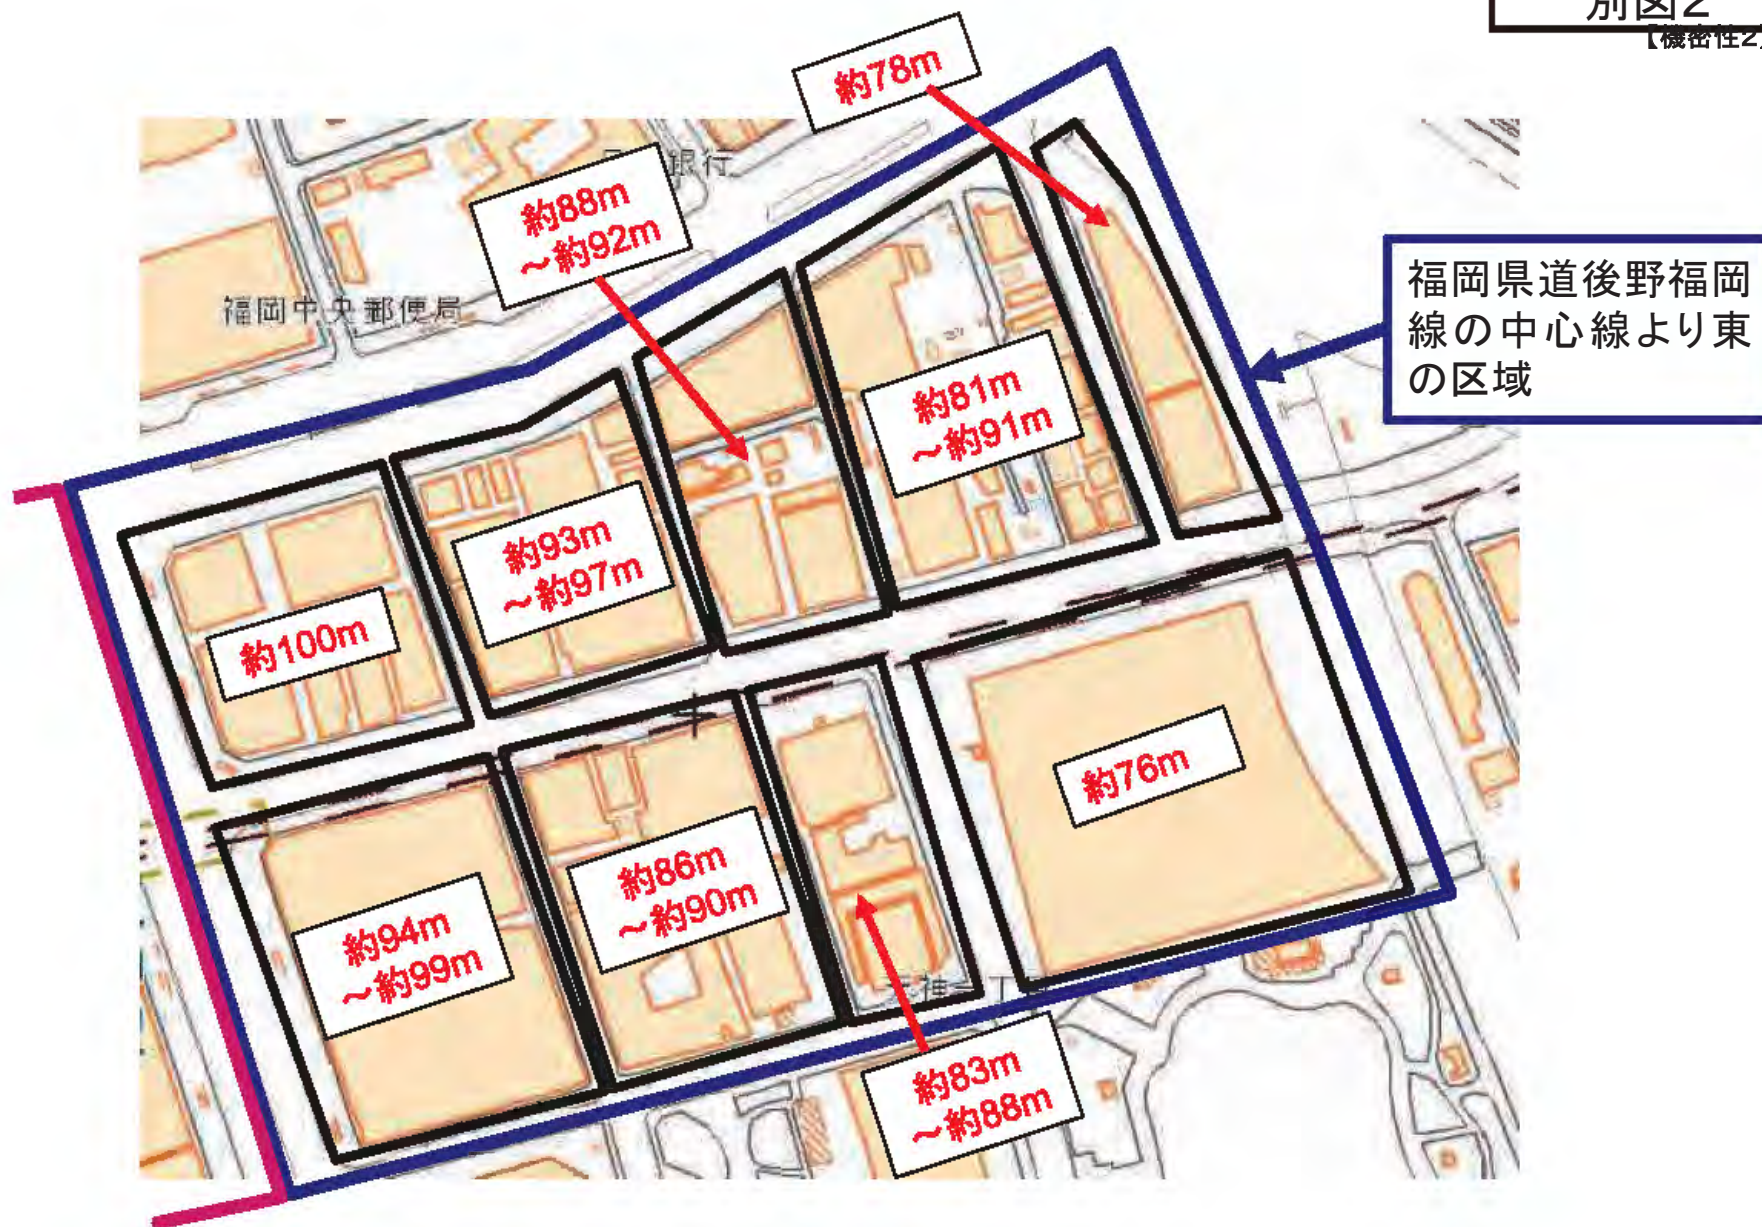 別図2
【機密性2】
約78m
銀行
約88m
～約92m
福岡中央郵便局
福岡県道後野福岡
線の中心線より東
の区域
約81m
～約91m
約93m
～約97m
約100m
約76m
約86m
～約90m
約94m
～約99m
約83m
～約88m